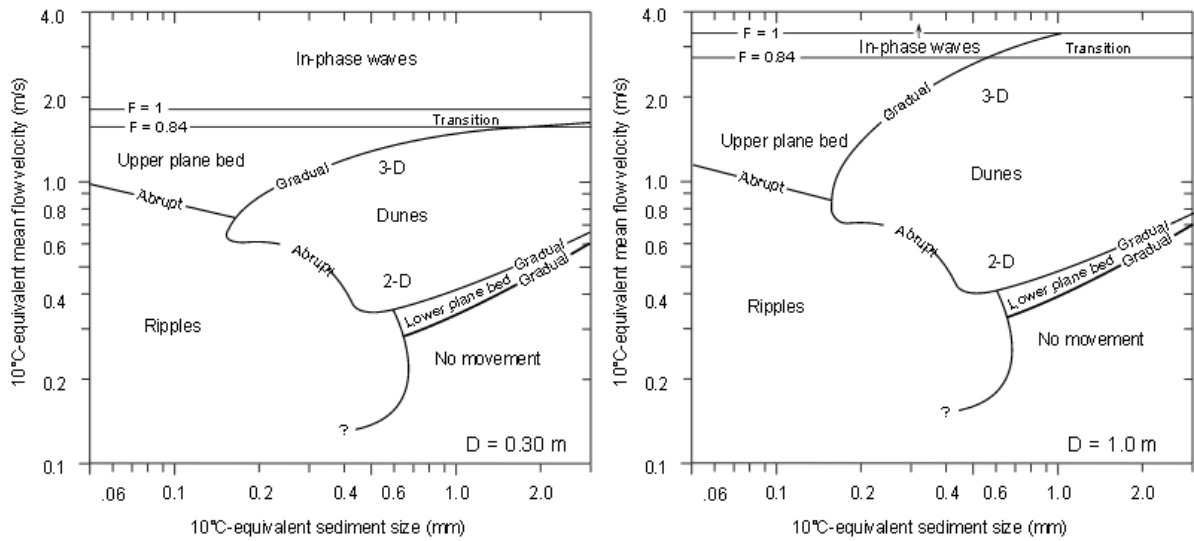 4.0
2.0
1.0
0.8
0.6
0.4
0.2
0.1
10°C-equivalent mean flow velocity (m/s)
In-phase waves
F = 1
F = 0.84
Transition
Upper plane bed
Gradual
3-D
Abrupt
Dunes
Abrupt
2-D
Gradual
Lower plane bed
Gradual
Ripples
No movement
?
D = 0.30 m
.06 0.1 0.2 0.4 0.6 1.0 2.0
10°C-equivalent sediment size (mm)
4.0
2.0
1.0
0.8
0.6
0.4
0.2
0.1
10°C-equivalent mean flow velocity (m/s)
F = 1
In-phase waves
Transition
F = 0.84
Gradual
3-D
Upper plane bed
Abrupt
Dunes
Abrupt
2-D
Gradual
Lower plane bed
Gradual
Ripples
No movement
?
D = 1.0 m
.06 0.1 0.2 0.4 0.6 1.0 2.0
10°C-equivalent sediment size (mm)